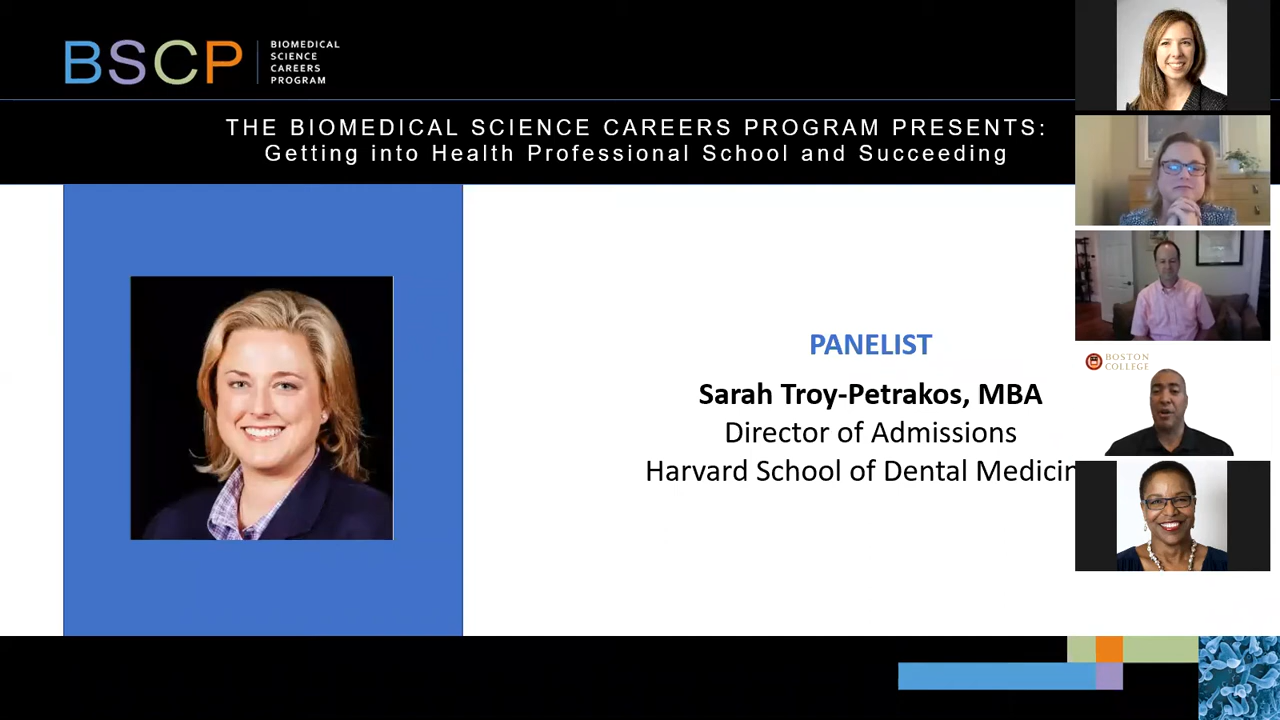 BSCP
BIOMEDICAL
SCIENCE
CAREERS
PROGRAM
THE BIOMEDICAL SCIENCE CAREERS PROGRAM PRESENTS:
Getting into Health Professional School and Succeeding
PANELIST
Sarah Troy-Petrakos, MBA
Director of Admissions
Harvard School of Dental Medicin
BOSTON
COLLEGE